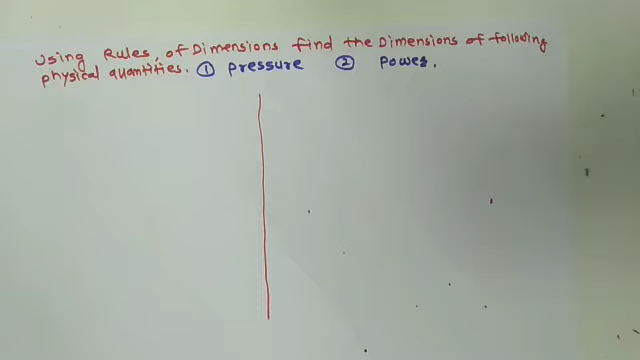 Using Rules, of Dimensions find the Dimensions of following
physical quantities. ① pressure ② power.